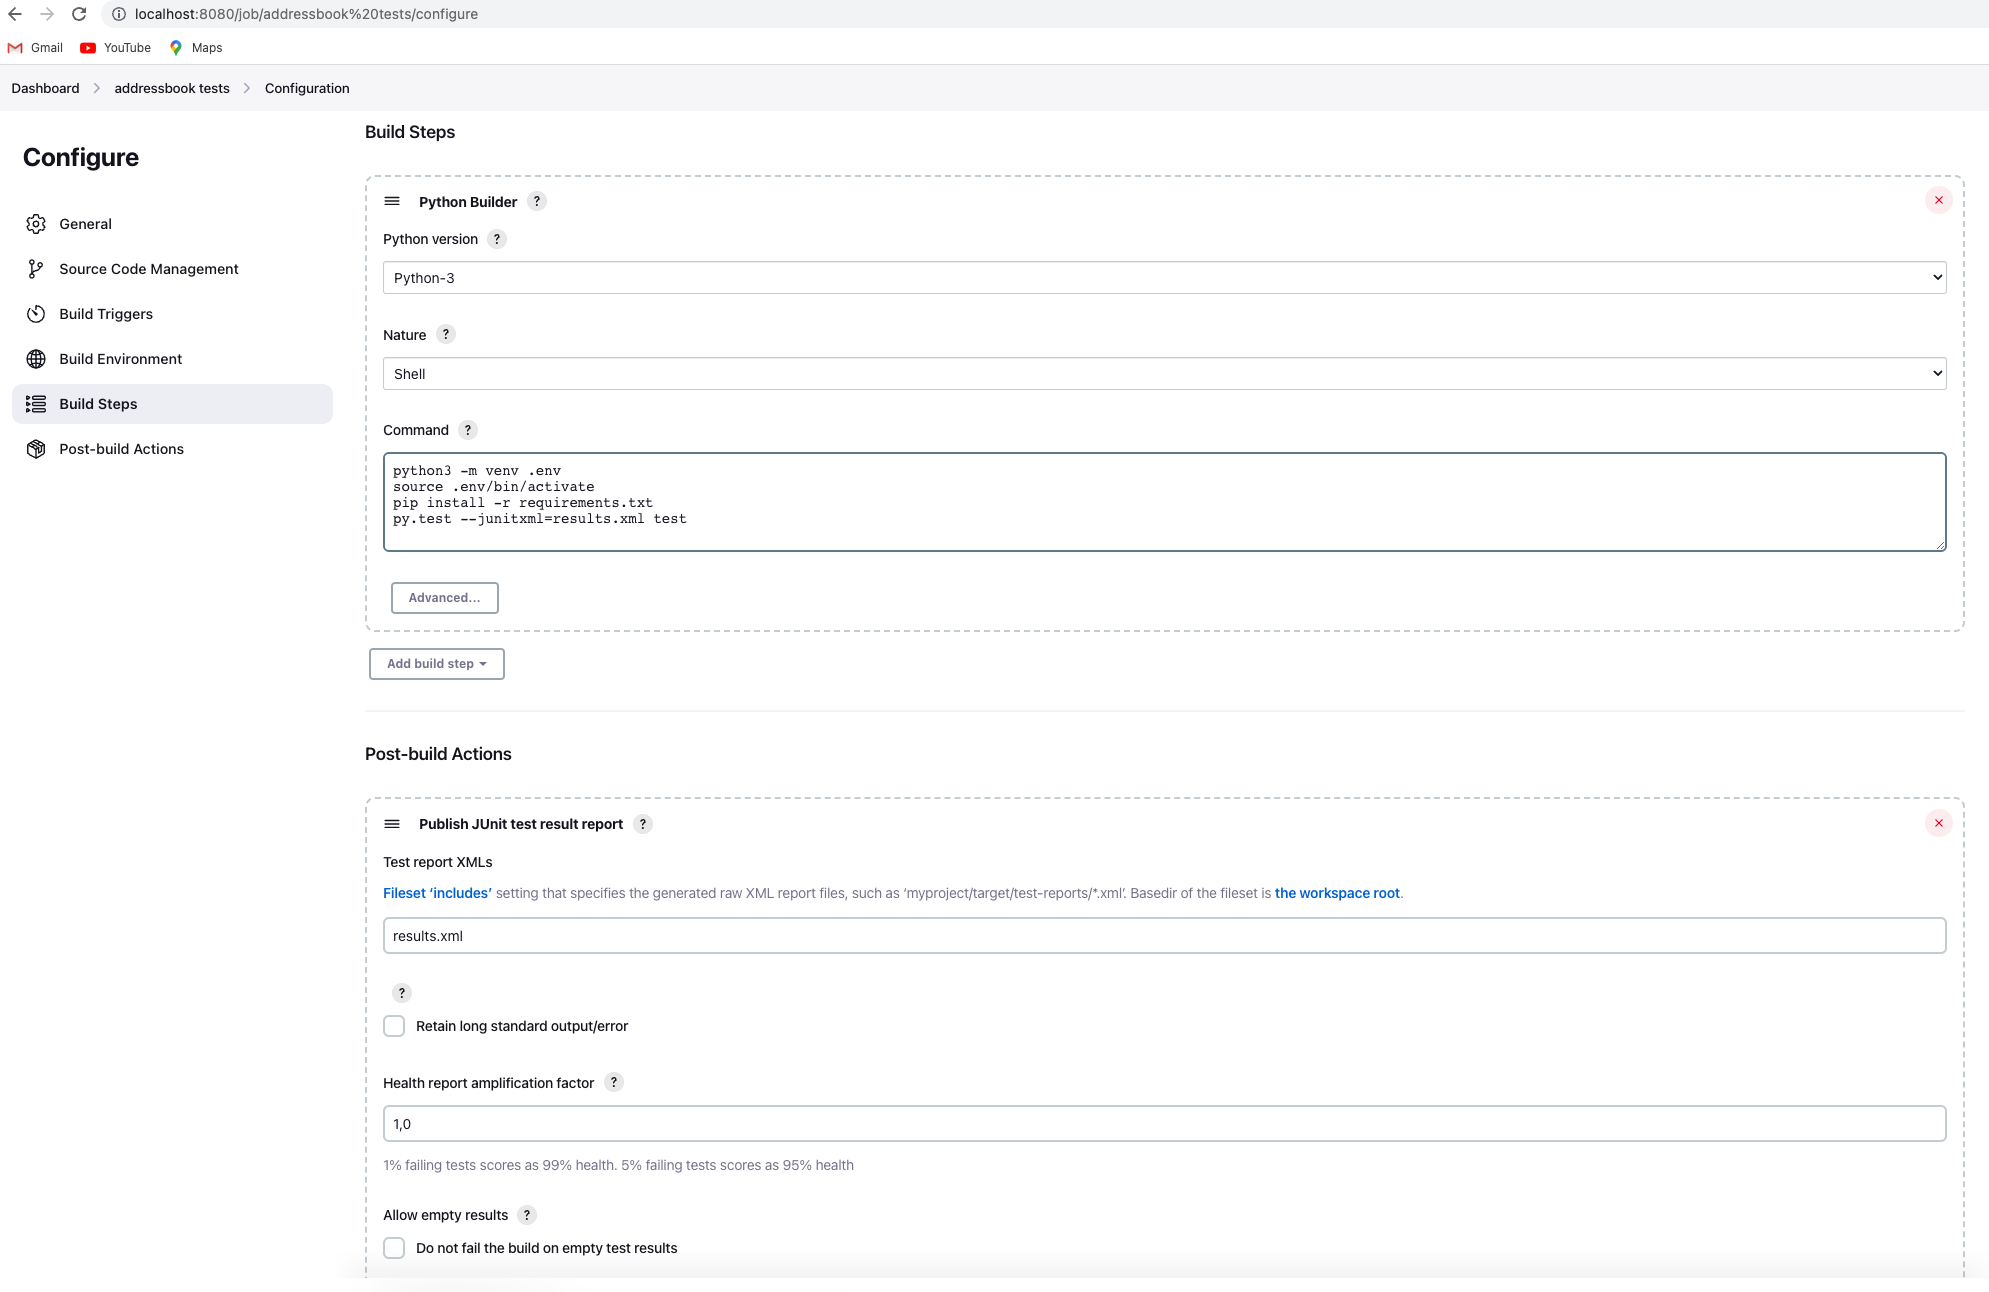 localhost:8080/job/addressbook%20tests/configure
Gmail YouTube Maps
Dashboard addressbook tests Configuration
Configure
General
Source Code Management
Build Triggers
Build Environment
Build Steps
Post-build Actions
Build Steps
Python Builder ?
Python version ?
Python-3
Nature ?
Shell
Command ?
python3 -m venv .env
source .env/bin/activate
pip install -r requirements.txt
py.test --junitxml=results.xml test
Advanced...
Add build step
Post-build Actions
Publish JUnit test result report ?
Test report XMLs
Fileset ‘includes’ setting that specifies the generated raw XML report files, such as ‘myproject/target/test-reports/*.xml’. Basedir of the fileset is the workspace root.
results.xml
?
Retain long standard output/error
Health report amplification factor ?
1,0
1% failing tests scores as 99% health. 5% failing tests scores as 95% health
Allow empty results ?
Do not fail the build on empty test results